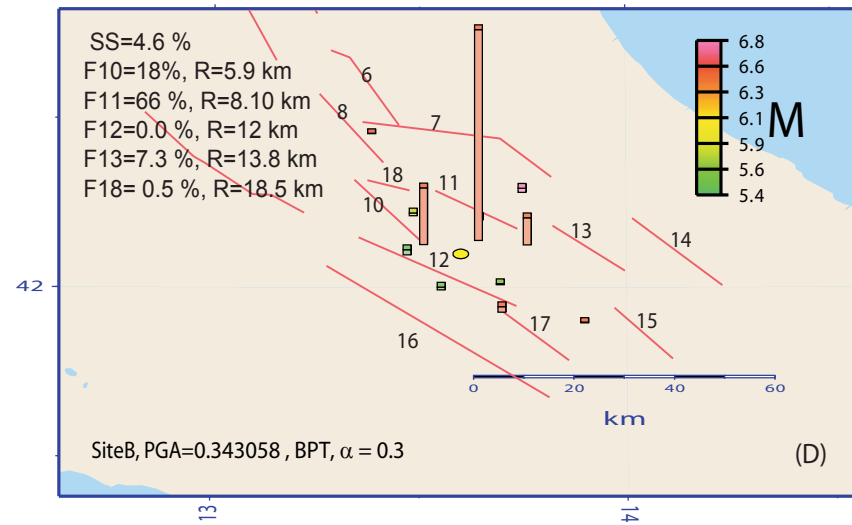 SS=4.6 %
F10=18%, R=5.9 km
F11=66 %, R=8.10 km
F12=0.0 %, R=12 km
F13=7.3 %, R=13.8 km
F18= 0.5 %, R=18.5 km
6.8
6.6
6.3
6.1
5.9
5.6
5.4
M
6
8
7
18
11
10
13
14
12
42
16
17
15
0 20 40 60
km
SiteB, PGA=0.343058 , BPT, α = 0.3
(D)
13
14